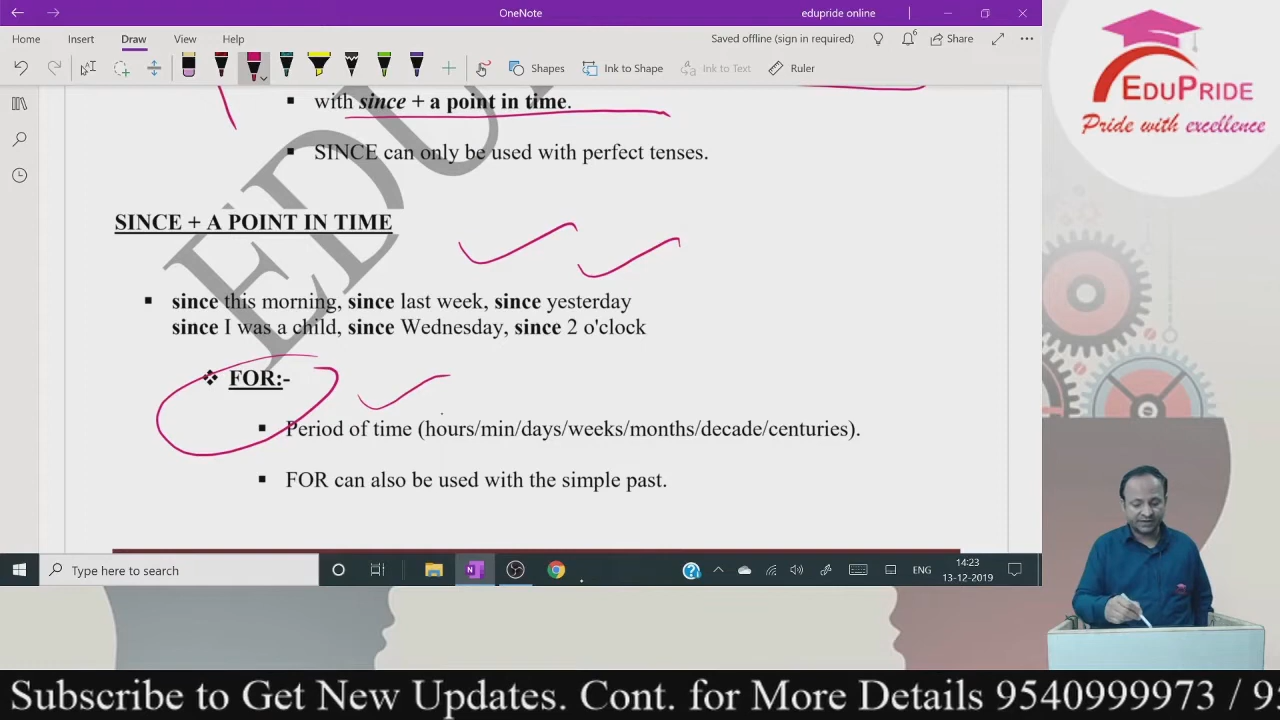 OneNote
edupride online
Home Insert Draw View Help
Saved offline (sign in required)
Share
Shapes
Ink to Shape
Ink to Text
Ruler
with since + a point in time.
SINCE can only be used with perfect tenses.
SINCE + A POINT IN TIME
since this morning, since last week, since yesterday
since I was a child, since Wednesday, since 2 o'clock
FOR:-
Period of time (hours/min/days/weeks/months/decade/centuries).
FOR can also be used with the simple past.
Type here to search
ENG
14:23
13-12-2019
EDUPRIDE
Pride with excellence
Subscribe to Get New Updates. Cont. for More Details 9540999973 / 9